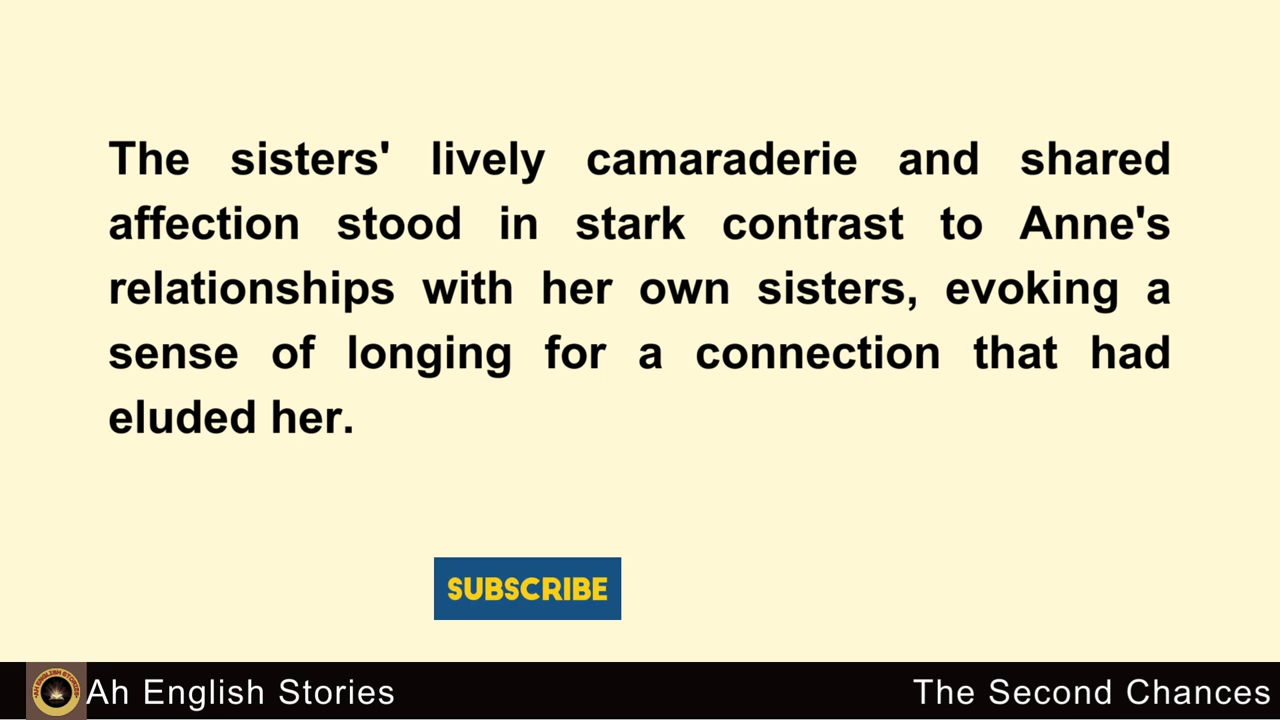 The sisters' lively camaraderie and shared
affection stood in stark contrast to Anne's
relationships with her own sisters, evoking a
sense of longing for a connection that had
eluded her.
SUBSCRIBE
Ah English Stories
The Second Chances